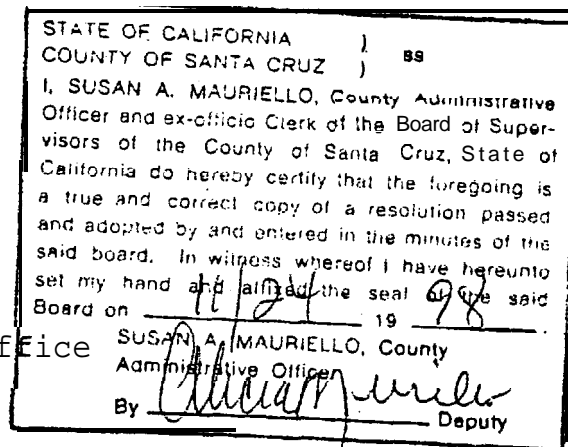 STATE OF CALIFORNIA )
COUNTY OF SANTA CRUZ ) SS
I, SUSAN A. MAURIELLO, County Administrative
Officer and ex-officio Clerk of the Board of Super-
visors of the County of Santa Cruz, State of
California do hereby certify that the foregoing is
a true and correct copy of a resolution passed
and adopted by and entered in the minutes of the
said board. In witness whereof I have hereunto
set my hand and affixed the seal of the said
Board on 11/24 19 98.
ffice
SUSAN A. MAURIELLO, County
Administrative Officer
By Deputy